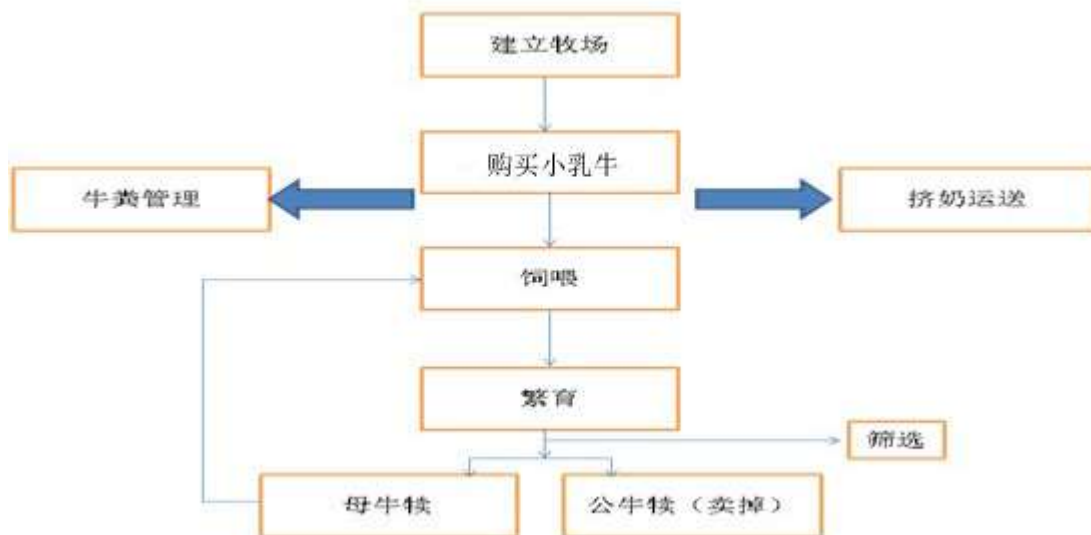 建立牧场
购买小乳牛
牛粪管理
挤奶运送
饲喂
繁育
筛选
母牛犊
公牛犊（卖掉）